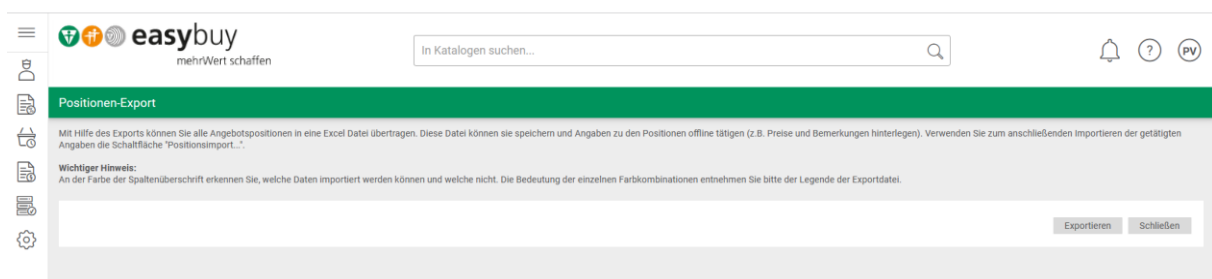 easybuy
mehrWert schaffen
In Katalogen suchen...
?
PV
Positionen-Export
Mit Hilfe des Exports können Sie alle Angebotspositionen in eine Excel Datei übertragen. Diese Datei können sie speichern und Angaben zu den Positionen offline tätigen (z.B. Preise und Bemerkungen hinterlegen). Verwenden Sie zum anschließenden Importieren der getätigten
Angaben die Schaltfläche "Positionsimport...".
Wichtiger Hinweis:
An der Farbe der Spaltenüberschrift erkennen Sie, welche Daten importiert werden können und welche nicht. Die Bedeutung der einzelnen Farbkombinationen entnehmen Sie bitte der Legende der Exportdatei.
Exportieren
Schließen